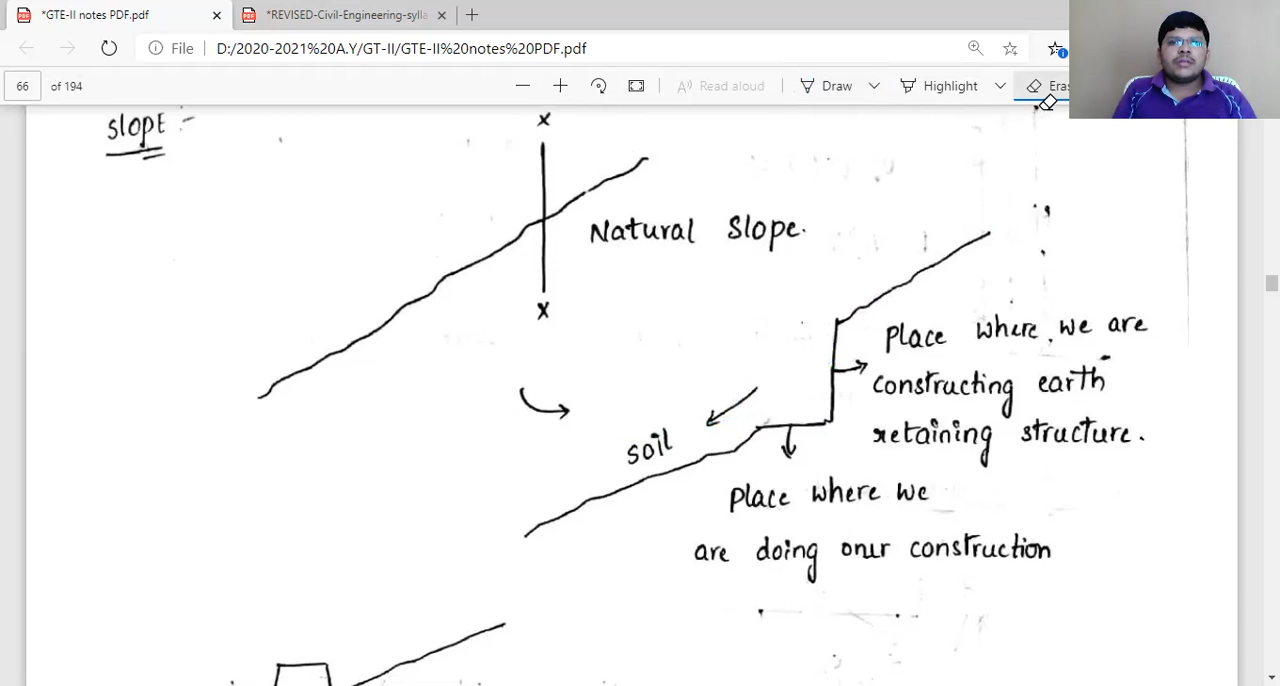 *GTE-II notes PDF.pdf
*REVISED-Civil-Engineering-sylla
File
D:/2020-2021%20A.Y/GT-II/GTE-II%20notes%20PDF.pdf
66 of 194
Read aloud
Draw
Highlight
Eras
Slope :-
x
Natural slope.
x
Place where we are
constructing earth
retaining structure.
soil
Place where we
are doing our construction